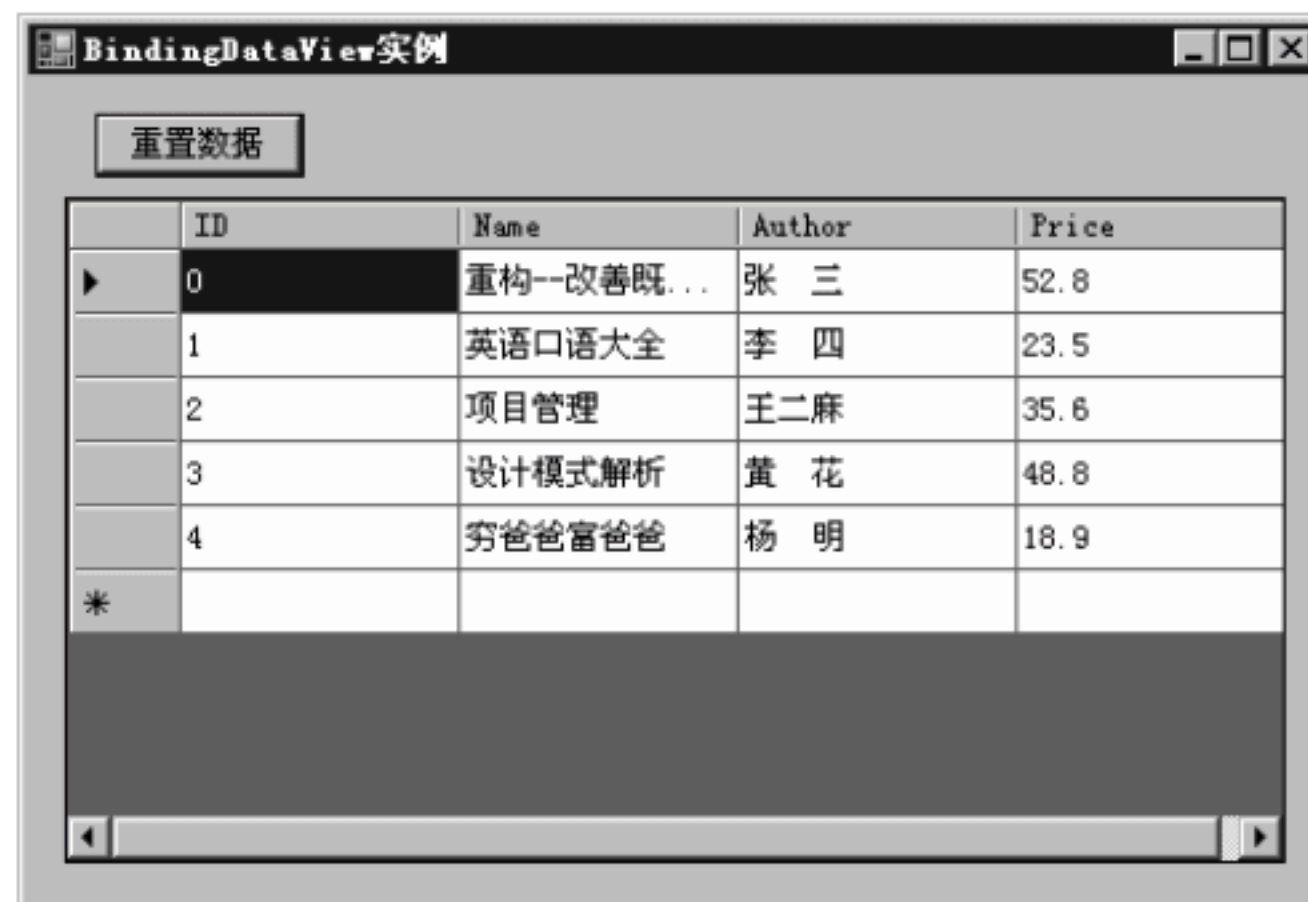 BindingDataView实例
重置数据
ID Name Author Price
0 重构--改善既... 张 三 52.8
1 英语口语大全 李 四 23.5
2 项目管理 王二麻 35.6
3 设计模式解析 黄 花 48.8
4 穷爸爸富爸爸 杨 明 18.9